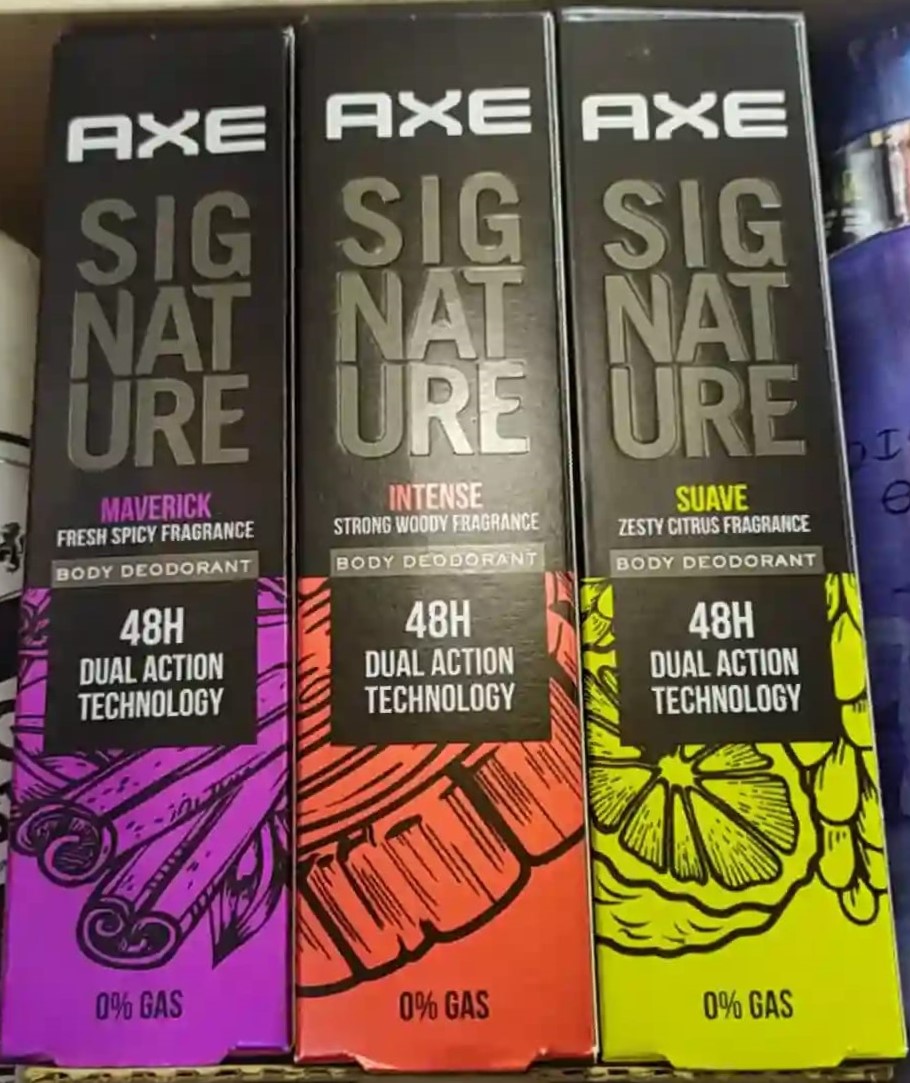 AXE
SIG
NAT
URE
MAVERICK
FRESH SPICY FRAGRANCE
BODY DEODORANT
48H
DUAL ACTION
TECHNOLOGY
0% GAS
AXE
SIG
NAT
URE
INTENSE
STRONG WOODY FRAGRANCE
BODY DEODORANT
48H
DUAL ACTION
TECHNOLOGY
0% GAS
AXE
SIG
NAT
URE
SUAVE
ZESTY CITRUS FRAGRANCE
BODY DEODORANT
48H
DUAL ACTION
TECHNOLOGY
0% GAS